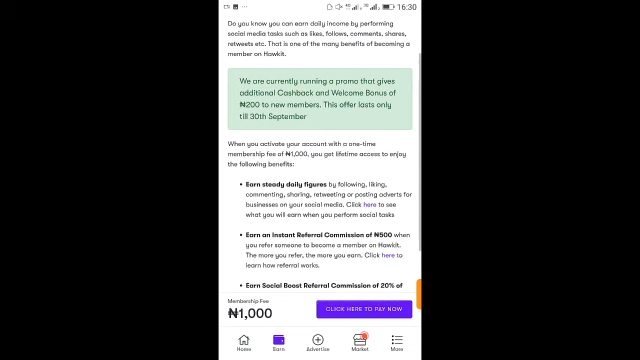 16:30
Do you know you can earn daily income by performing
social media tasks such as likes, follows, comments, shares,
retweets etc. That is one of the many benefits of becoming a
member on Hawkit.
We are currently running a promo that gives
additional Cashback and Welcome Bonus of
₦200 to new members. This offer lasts only
till 30th September
When you activate your account with a one-time
membership fee of ₦1,000, you get lifetime access to enjoy
the following benefits:
• Earn steady daily figures by following, liking,
commenting, sharing, retweeting or posting adverts for
businesses on your social media. Click here to see
what you will earn when you perform social tasks
• Earn an Instant Referral Commission of ₦500 when
you refer someone to become a member on Hawkit.
The more you refer, the more you earn. Click here to
learn how referral works.
• Earn Social Boost Referral Commission of 20% of
Membership Fee
₦1,000
CLICK HERE TO PAY NOW
Home Earn Advertise Market More